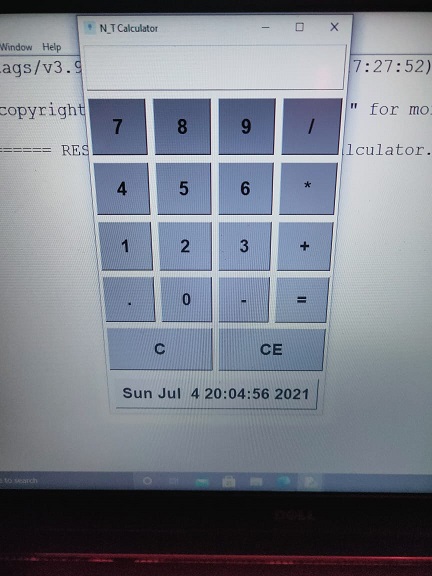 N_T Calculator
Window Help
ags/v3.9 7:27:52)
copyright " for mo
====== RES lculator.
7 8 9 /
4 5 6 *
1 2 3 +
. 0 - =
C CE
Sun Jul 4 20:04:56 2021
to search
DELL